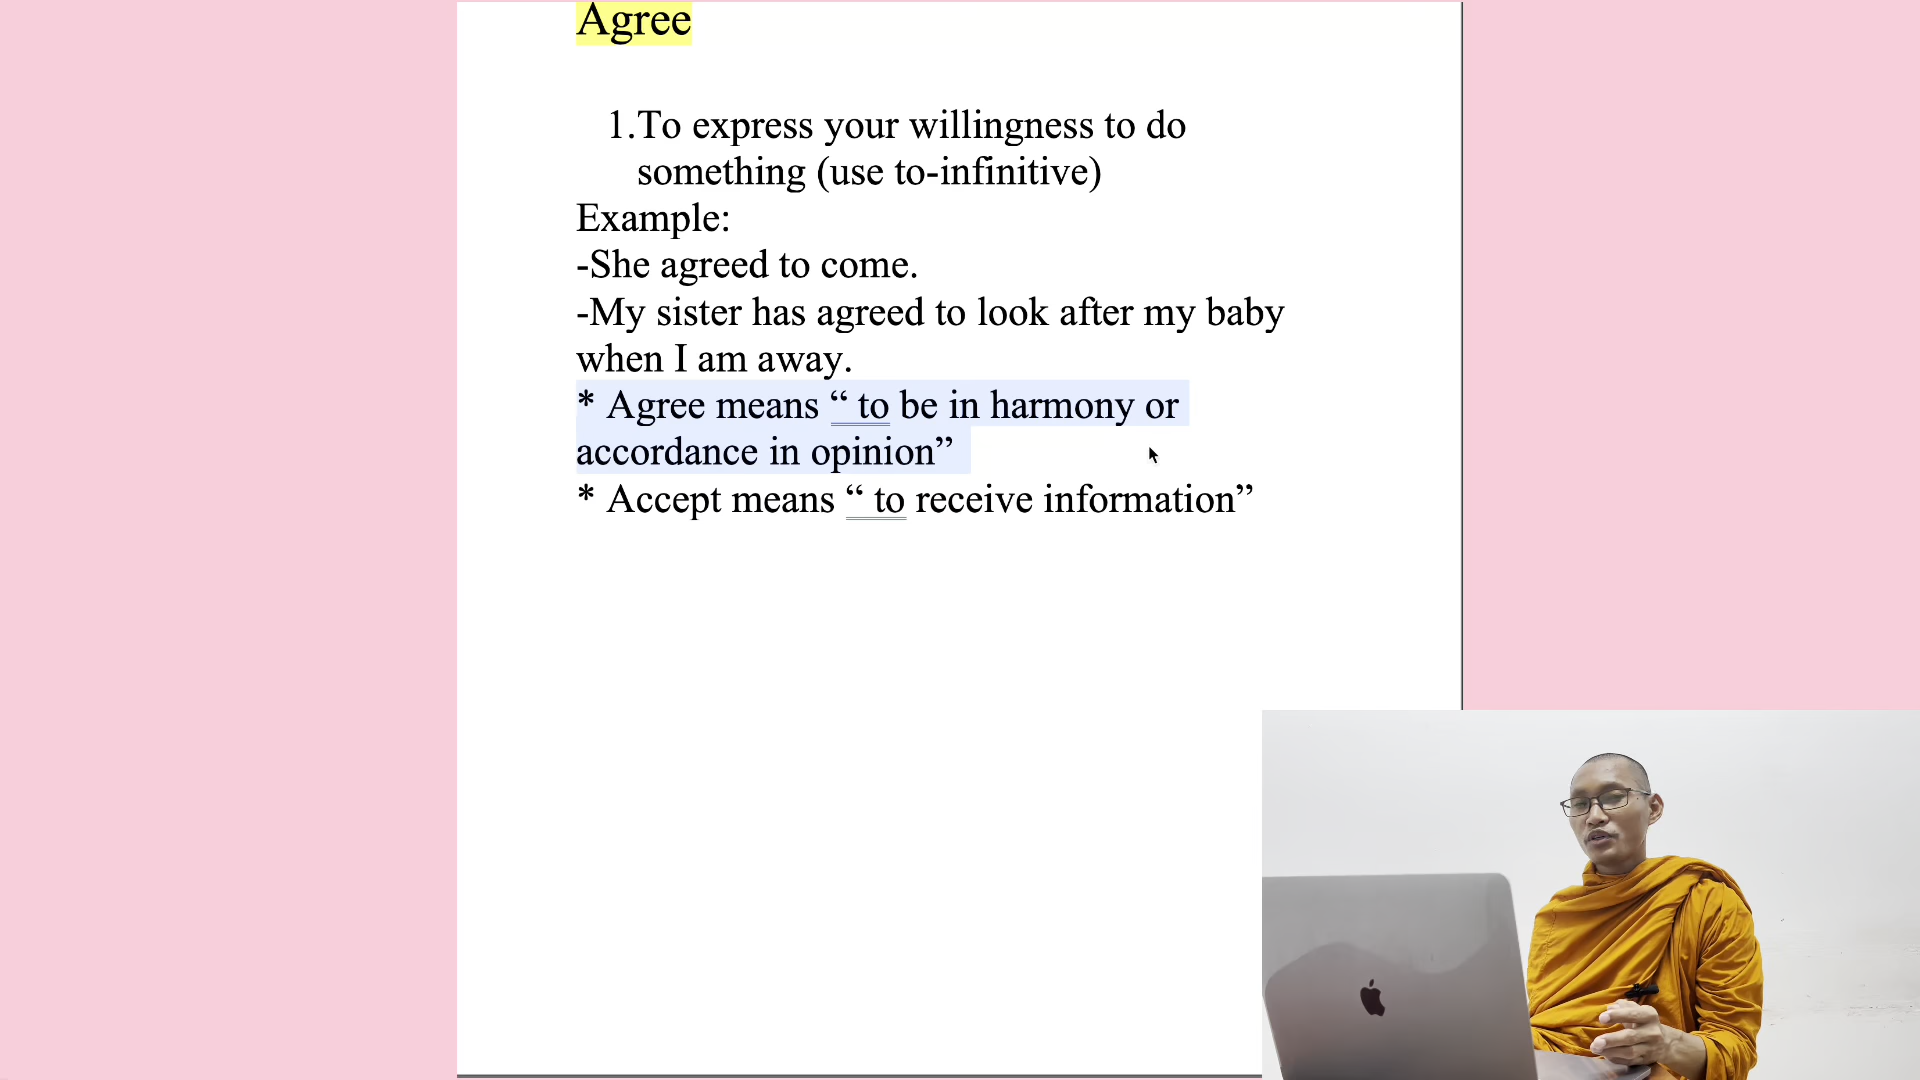 Agree
1.To express your willingness to do
something (use to-infinitive)
Example:
-She agreed to come.
-My sister has agreed to look after my baby
when I am away.
* Agree means “ to be in harmony or
accordance in opinion”
* Accept means “ to receive information”